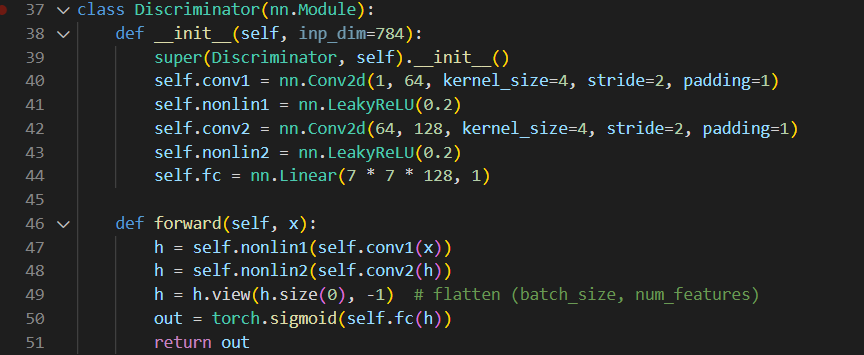 37 class Discriminator(nn.Module):
38     def __init__(self, inp_dim=784):
39         super(Discriminator, self).__init__()
40         self.conv1 = nn.Conv2d(1, 64, kernel_size=4, stride=2, padding=1)
41         self.nonlin1 = nn.LeakyReLU(0.2)
42         self.conv2 = nn.Conv2d(64, 128, kernel_size=4, stride=2, padding=1)
43         self.nonlin2 = nn.LeakyReLU(0.2)
44         self.fc = nn.Linear(7 * 7 * 128, 1)
45
46     def forward(self, x):
47         h = self.nonlin1(self.conv1(x))
48         h = self.nonlin2(self.conv2(h))
49         h = h.view(h.size(0), -1)  # flatten (batch_size, num_features)
50         out = torch.sigmoid(self.fc(h))
51         return out